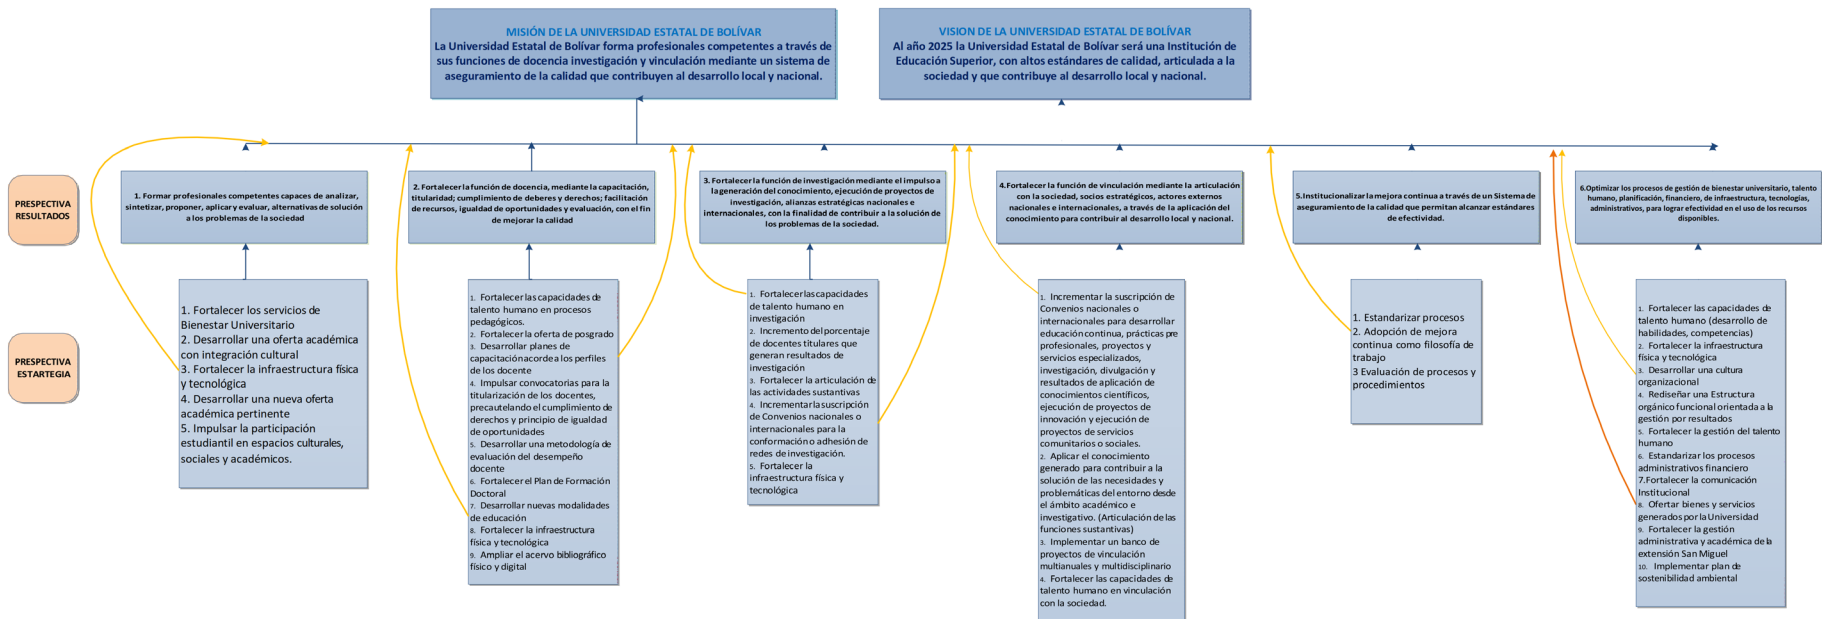 MISIÓN DE LA UNIVERSIDAD ESTATAL DE BOLÍVAR
La Universidad Estatal de Bolívar forma profesionales competentes a través de
sus funciones de docencia investigación y vinculación mediante un sistema de
aseguramiento de la calidad que contribuyen al desarrollo local y nacional.
VISION DE LA UNIVERSIDAD ESTATAL DE BOLÍVAR
Al año 2025 la Universidad Estatal de Bolívar será una Institución de
Educación Superior, con altos estándares de calidad, articulada a la
sociedad y que contribuye al desarrollo local y nacional.
PRESPECTIVA
RESULTADOS
1. Formar profesionales competentes capaces de analizar,
sintetizar, proponer, aplicar y evaluar, alternativas de solución
a los problemas de la sociedad
2. Fortalecer la función de docencia, mediante la capacitación,
titularidad; cumplimiento de deberes y derechos; facilitación
de recursos, igualdad de oportunidades y evaluación, con el fin
de mejorar la calidad
3. Fortalecer la función de investigación mediante el impulso a
la generación del conocimiento, ejecución de proyectos de
investigación, alianzas estratégicas nacionales e
internacionales, con la finalidad de contribuir a la solución de
los problemas de la sociedad.
4.Fortalecer la función de vinculación mediante la articulación
con la sociedad, socios estratégicos, actores externos
nacionales e internacionales, a través de la aplicación del
conocimiento para contribuir al desarrollo local y nacional.
5.Institucionalizar la mejora continua a través de un Sistema de
aseguramiento de la calidad que permitan alcanzar estándares
de efectividad.
6.Optimizar los procesos de gestión de bienestar universitario, talento
humano, planificación, financiero, de infraestructura, tecnologías,
administrativos, para lograr efectividad en el uso de los recursos
disponibles.
PRESPECTIVA
ESTARTEGIA
1. Fortalecer los servicios de
Bienestar Universitario
2. Desarrollar una oferta académica
con integración cultural
3. Fortalecer la infraestructura física
y tecnológica
4. Desarrollar una nueva oferta
académica pertinente
5. Impulsar la participación
estudiantil en espacios culturales,
sociales y académicos.
1. Fortalecer las capacidades de
talento humano en procesos
pedagógicos.
2. Fortalecer la oferta de posgrado
3. Desarrollar planes de
capacitación acorde a los perfiles
de los docente
4. Impulsar convocatorias para la
titularización de los docentes,
precautelando el cumplimiento de
derechos y principio de igualdad
de oportunidades
5. Desarrollar una metodología de
evaluación del desempeño
docente
6. Fortalecer el Plan de Formación
Doctoral
7. Desarrollar nuevas modalidades
de educación
8. Fortalecer la infraestructura
física y tecnológica
9. Ampliar el acervo bibliográfico
físico y digital
1. Fortalecer las capacidades
de talento humano en
investigación
2. Incremento del porcentaje
de docentes titulares que
generan resultados de
investigación
3. Fortalecer la articulación de
las actividades sustantivas
4. Incrementar la suscripción
de Convenios nacionales o
internacionales para la
conformación o adhesión de
redes de investigación.
5. Fortalecer la
infraestructura física y
tecnológica
1. Incrementar la suscripción de
Convenios nacionales o
internacionales para desarrollar
educación continua, prácticas pre
profesionales, proyectos y
servicios especializados,
investigación, divulgación y
resultados de aplicación de
conocimientos científicos,
ejecución de proyectos de
innovación y ejecución de
proyectos de servicios
comunitarios o sociales.
2. Aplicar el conocimiento
generado para contribuir a la
solución de las necesidades y
problemáticas del entorno desde
el ámbito académico e
investigativo. (Articulación de las
funciones sustantivas)
3. Implementar un banco de
proyectos de vinculación
multianuales y multidisciplinario
4. Fortalecer las capacidades de
talento humano en vinculación
con la sociedad.
1. Estandarizar procesos
2. Adopción de mejora
continua como filosofía de
trabajo
3 Evaluación de procesos y
procedimientos
1. Fortalecer las capacidades de
talento humano (desarrollo de
habilidades, competencias)
2. Fortalecer la infraestructura
física y tecnológica
3. Desarrollar una cultura
organizacional
4. Rediseñar una Estructura
orgánico funcional orientada a la
gestión por resultados
5. Fortalecer la gestión del talento
humano
6. Estandarizar los procesos
administrativos financiero
7.Fortalecer la comunicación
Institucional
8. Ofertar bienes y servicios
generados por la Universidad
9. Fortalecer la gestión
administrativa y académica de la
extensión San Miguel
10. Implementar plan de
sostenibilidad ambiental